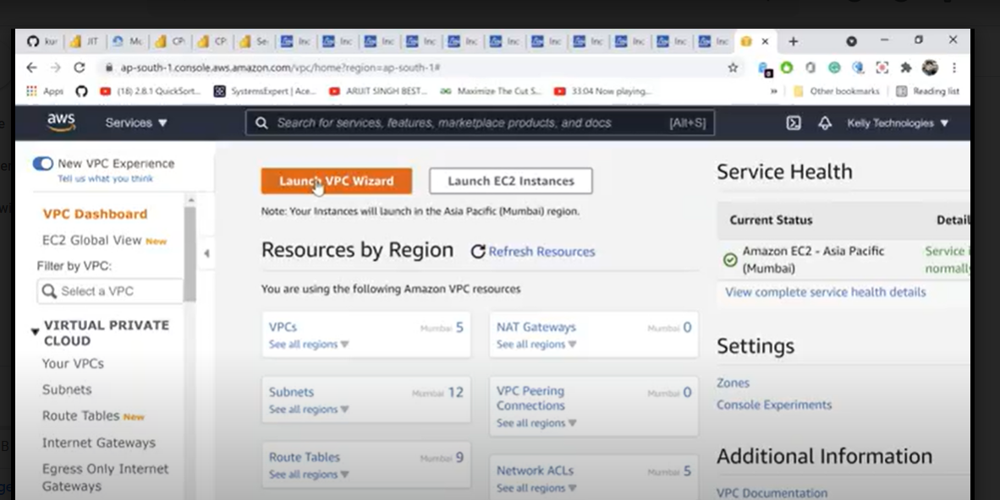 kur JIT Mc CP CP Se Inc Inc Inc Inc Inc Inc Inc Inc Inc Inc Inc
ap-south-1.console.aws.amazon.com/vpc/home?region=ap-south-1#
Apps (18) 2.8.1 QuickSort... SystemsExpert | Ace... ARIJIT SINGH BEST... Maximize The Cut S... 33:04 Now playing... » Other bookmarks Reading list
aws Services ▼ Search for services, features, marketplace products, and docs [Alt+S] Kelly Technologies ▼
New VPC Experience
Tell us what you think
VPC Dashboard
EC2 Global View New
Filter by VPC:
Select a VPC
VIRTUAL PRIVATE
CLOUD
Your VPCs
Subnets
Route Tables New
Internet Gateways
Egress Only Internet
Gateways
Launch VPC Wizard Launch EC2 Instances
Note: Your Instances will launch in the Asia Pacific (Mumbai) region.
Resources by Region Refresh Resources
You are using the following Amazon VPC resources
VPCs Mumbai 5
See all regions ▼
NAT Gateways Mumbai 0
See all regions ▼
Subnets Mumbai 12
See all regions ▼
VPC Peering Mumbai 0
Connections
See all regions ▼
Route Tables Mumbai 9
See all regions ▼
Network ACLs Mumbai 5
See all regions ▼
Service Health
Current Status Detail
Amazon EC2 - Asia Pacific Service i
(Mumbai) normally
View complete service health details
Settings
Zones
Console Experiments
Additional Information
VPC Documentation